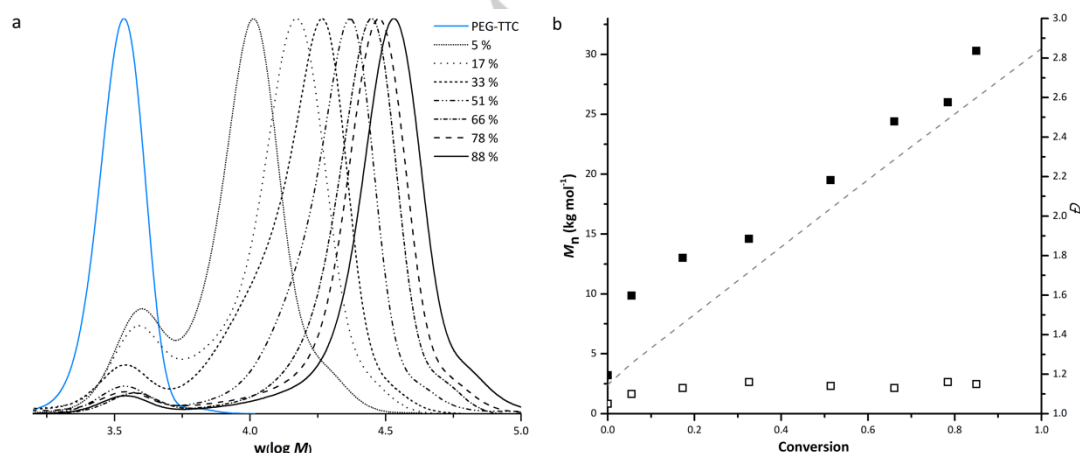 a
PEG-TTC
5 %
17 %
33 %
51 %
66 %
78 %
88 %
3.5 4.0 4.5 5.0
w(log M)
b
30
25
20
15
10
5
0
Mn (kg mol-1)
0.0 0.2 0.4 0.6 0.8 1.0
Conversion
3.0
2.8
2.6
2.4
2.2
2.0
1.8
1.6
1.4
1.2
1.0
Đ